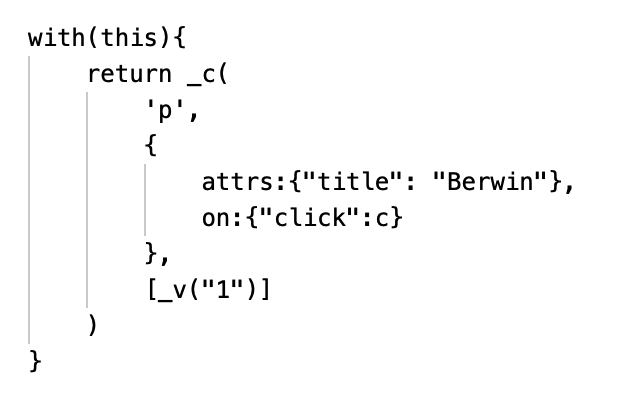 with(this){
    return _c(
        'p',
        {
            attrs:{"title": "Berwin"},
            on:{"click":c}
        },
        [_v("1")]
    )
}